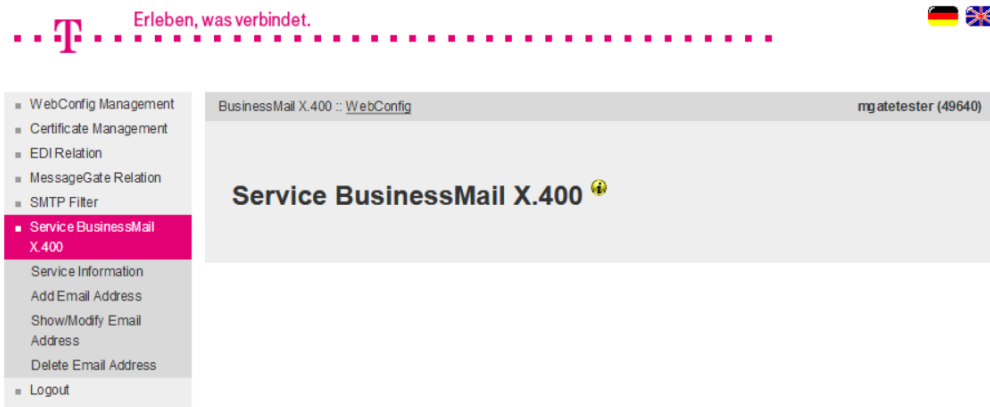 Erleben, was verbindet.
T
WebConfig Management
Certificate Management
EDI Relation
MessageGate Relation
SMTP Filter
Service BusinessMail
X.400
Service Information
Add Email Address
Show/Modify Email
Address
Delete Email Address
Logout
BusinessMail X.400 :: WebConfig
mgatetester (49640)
Service BusinessMail X.400